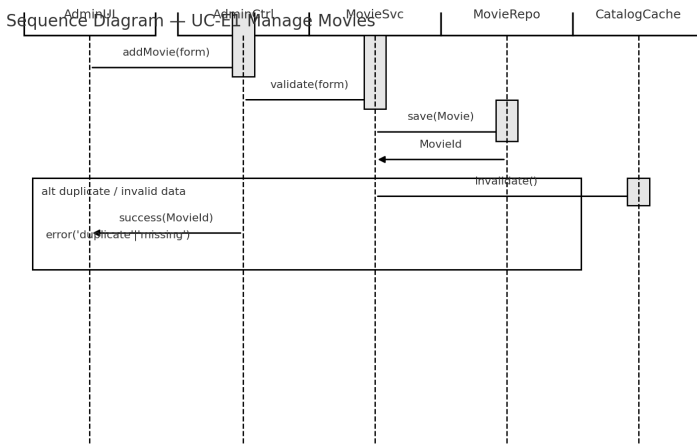 Sequence Diagram — UC-E1 Manage Movies
AdminUI
AdminCtrl
MovieSvc
MovieRepo
CatalogCache
addMovie(form)
validate(form)
save(Movie)
MovieId
invalidate()
alt duplicate / invalid data
success(MovieId)
error('duplicate'|'missing')